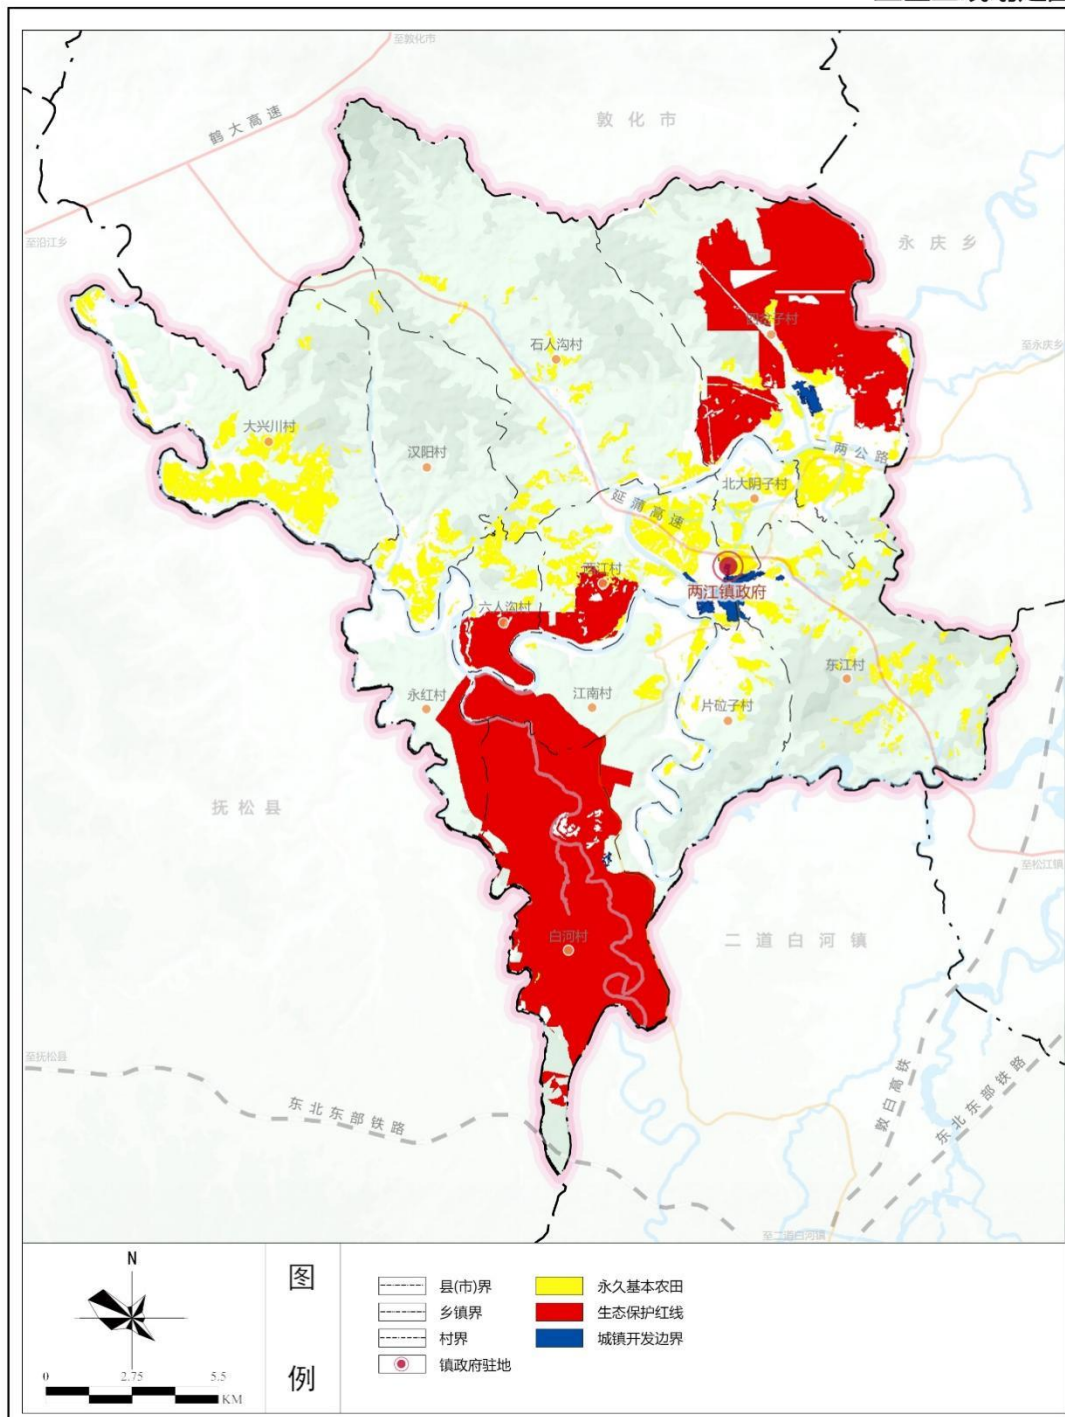 至敦化市
鹤大高速
敦化市
永庆乡
至沿江乡
至永庆乡
石人沟村
大兴川村
汉阳村
二两公路
北大阴子村
延蒲高速
两江村
两江镇政府
六人沟村
东江村
永红村
江南村
片砬子村
抚松县
至松江镇
二道白河镇
白河村
至抚松县
东北东部铁路
敦白高铁
东北东部铁路
至二道白河镇
N
0 2.75 5.5
KM
图例
县(市)界
乡镇界
村界
镇政府驻地
永久基本农田
生态保护红线
城镇开发边界